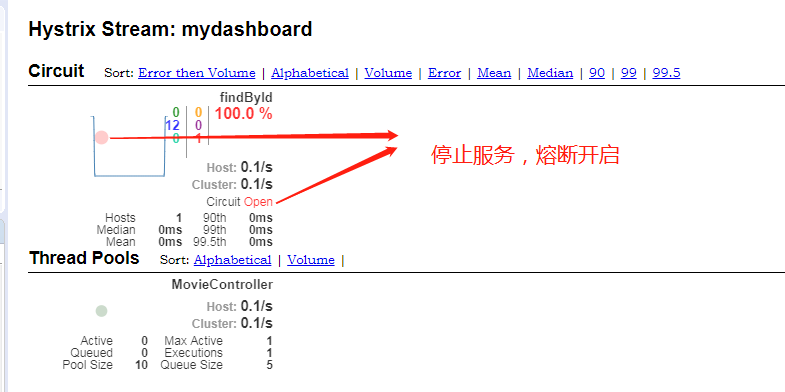 Hystrix Stream: mydashboard
Circuit Sort: Error then Volume | Alphabetical | Volume | Error | Mean | Median | 90 | 99 | 99.5
findById
0 0 100.0 %
12 0
0 1
停止服务，熔断开启
Host: 0.1/s
Cluster: 0.1/s
Circuit Open
Hosts 1 90th 0ms
Median 0ms 99th 0ms
Mean 0ms 99.5th 0ms
Thread Pools Sort: Alphabetical | Volume |
MovieController
Host: 0.1/s
Cluster: 0.1/s
Active 0 Max Active 1
Queued 0 Executions 1
Pool Size 10 Queue Size 5